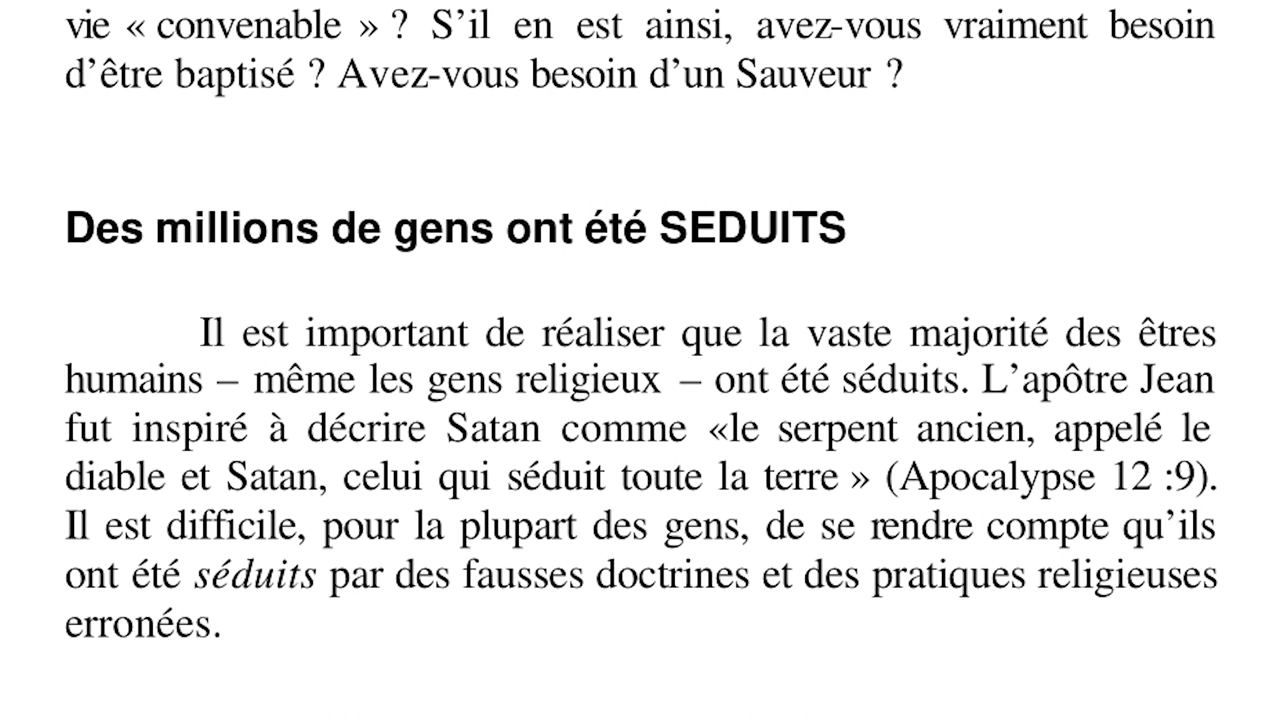 vie « convenable » ? S’il en est ainsi, avez-vous vraiment besoin
d’être baptisé ? Avez-vous besoin d’un Sauveur ?
Des millions de gens ont été SEDUITS
Il est important de réaliser que la vaste majorité des êtres
humains – même les gens religieux – ont été séduits. L’apôtre Jean
fut inspiré à décrire Satan comme «le serpent ancien, appelé le
diable et Satan, celui qui séduit toute la terre » (Apocalypse 12 :9).
Il est difficile, pour la plupart des gens, de se rendre compte qu’ils
ont été séduits par des fausses doctrines et des pratiques religieuses
erronées.